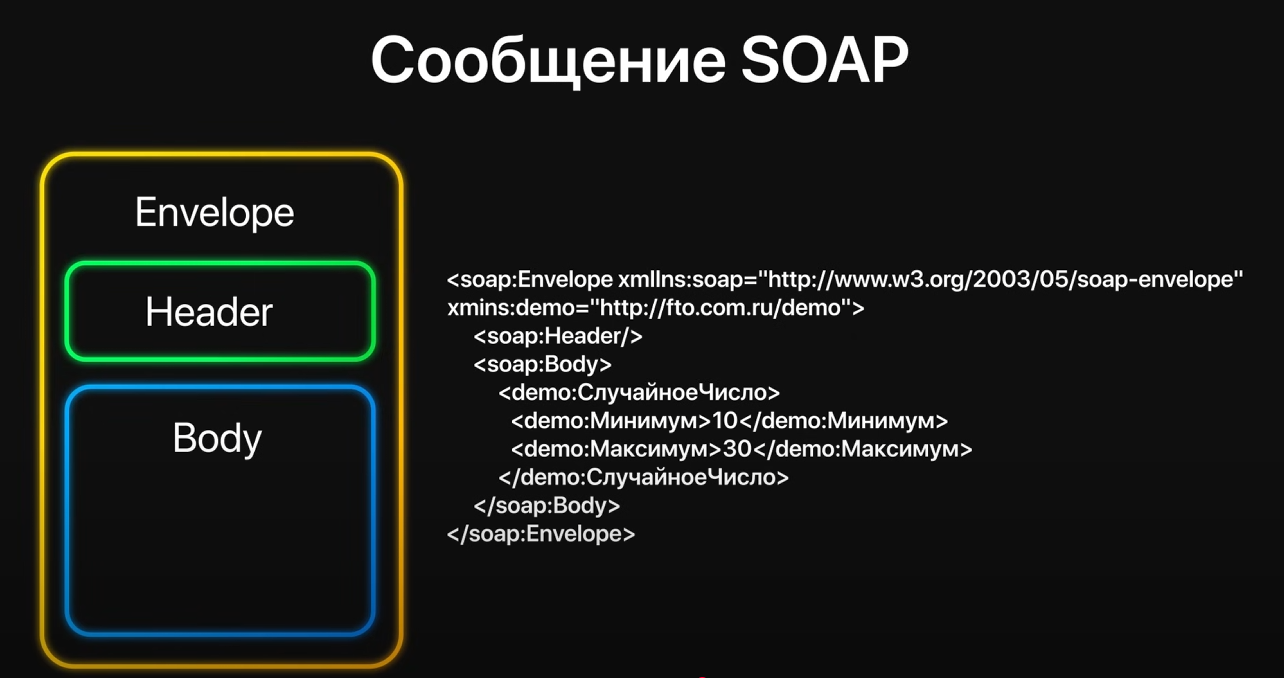 Сообщение SOAP
Envelope
Header
Body
<soap:Envelope xmlIns:soap="http://www.w3.org/2003/05/soap-envelope"
xmins:demo="http://fto.com.ru/demo">
<soap:Header/>
<soap:Body>
<demo:СлучайноеЧисло>
<demo:Минимум>10</demo:Минимум>
<demo:Максимум>30</demo:Максимум>
</demo:СлучайноеЧисло>
</soap:Body>
</soap:Envelope>